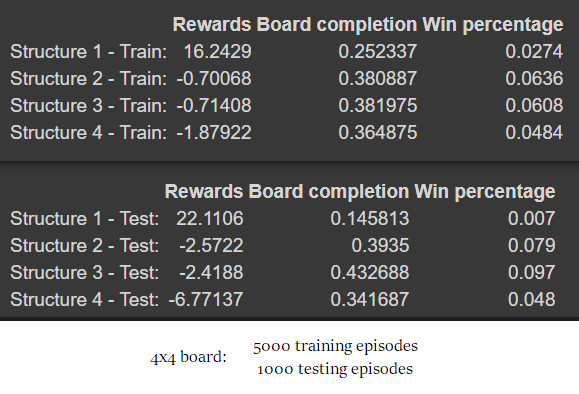 Rewards Board completion Win percentage
Structure 1 - Train: 16.2429 0.252337 0.0274
Structure 2 - Train: -0.70068 0.380887 0.0636
Structure 3 - Train: -0.71408 0.381975 0.0608
Structure 4 - Train: -1.87922 0.364875 0.0484
Rewards Board completion Win percentage
Structure 1 - Test: 22.1106 0.145813 0.007
Structure 2 - Test: -2.5722 0.3935 0.079
Structure 3 - Test: -2.4188 0.432688 0.097
Structure 4 - Test: -6.77137 0.341687 0.048
4x4 board:
5000 training episodes
1000 testing episodes